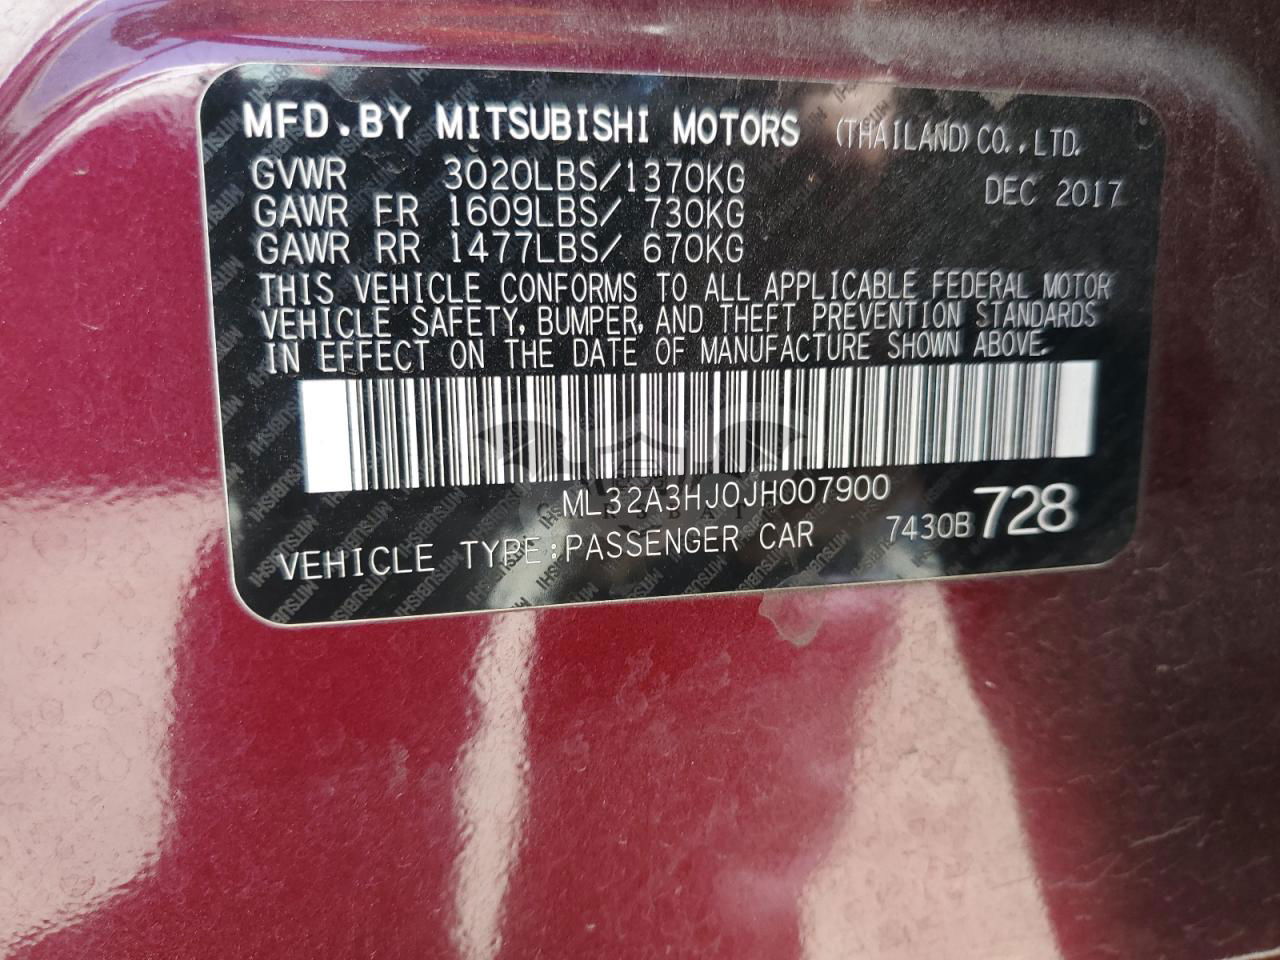 MFD.BY MITSUBISHI MOTORS (THAILAND) CO.,LTD.
GVWR 3020LBS/1370KG DEC 2017
GAWR FR 1609LBS/ 730KG
GAWR RR 1477LBS/ 670KG
THIS VEHICLE CONFORMS TO ALL APPLICABLE FEDERAL MOTOR
VEHICLE SAFETY, BUMPER, AND THEFT PREVENTION STANDARDS
IN EFFECT ON THE DATE OF MANUFACTURE SHOWN ABOVE.
ML32A3HJ0JH007900
VEHICLE TYPE:PASSENGER CAR 7430B 728